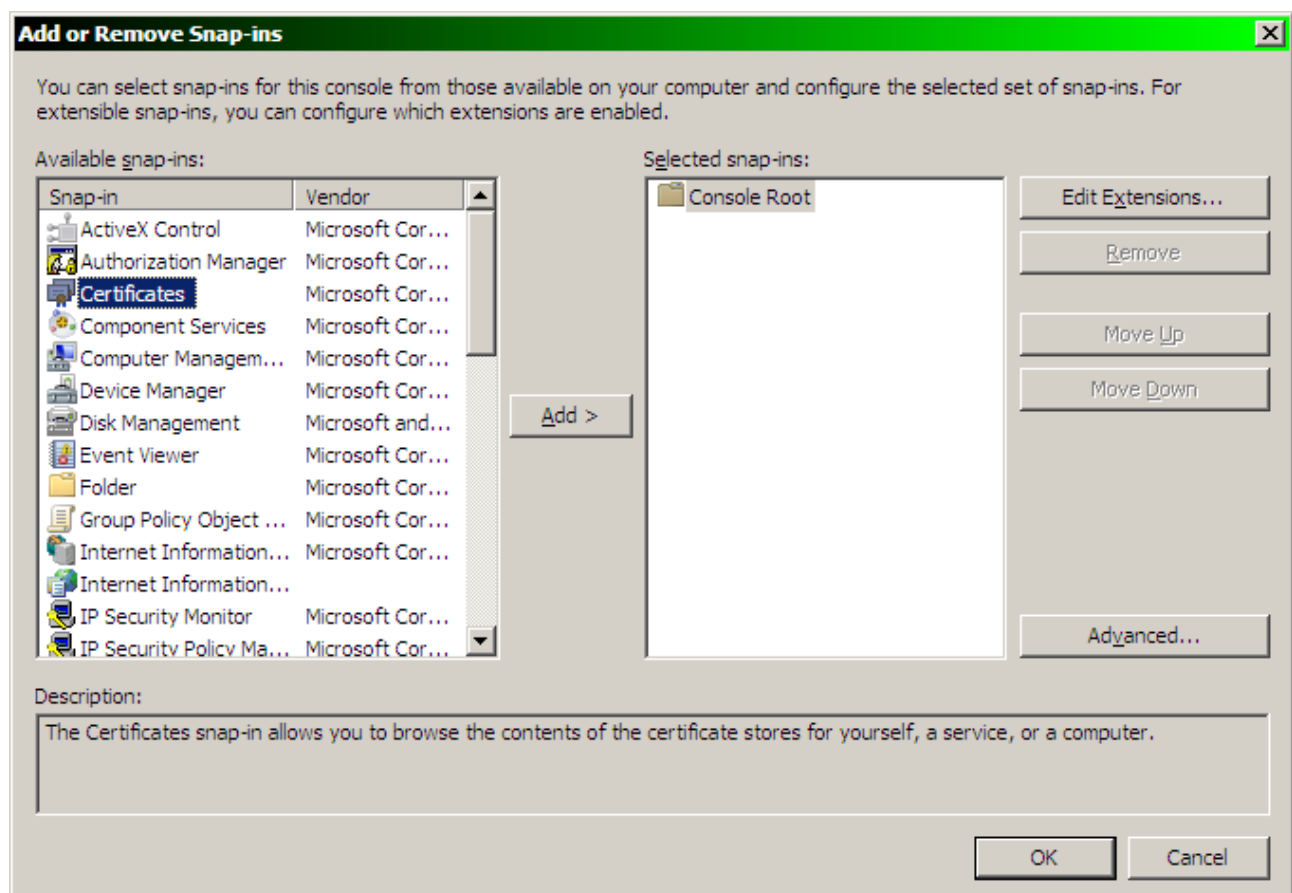 Add or Remove Snap-ins
You can select snap-ins for this console from those available on your computer and configure the selected set of snap-ins. For
extensible snap-ins, you can configure which extensions are enabled.
Available snap-ins:
Selected snap-ins:
Snap-in Vendor
ActiveX Control Microsoft Cor...
Authorization Manager Microsoft Cor...
Certificates Microsoft Cor...
Component Services Microsoft Cor...
Computer Managem... Microsoft Cor...
Device Manager Microsoft Cor...
Disk Management Microsoft and...
Event Viewer Microsoft Cor...
Folder Microsoft Cor...
Group Policy Object ... Microsoft Cor...
Internet Information... Microsoft Cor...
Internet Information...
IP Security Monitor Microsoft Cor...
IP Security Policy Ma... Microsoft Cor...
Add >
Console Root
Edit Extensions...
Remove
Move Up
Move Down
Advanced...
Description:
The Certificates snap-in allows you to browse the contents of the certificate stores for yourself, a service, or a computer.
OK
Cancel